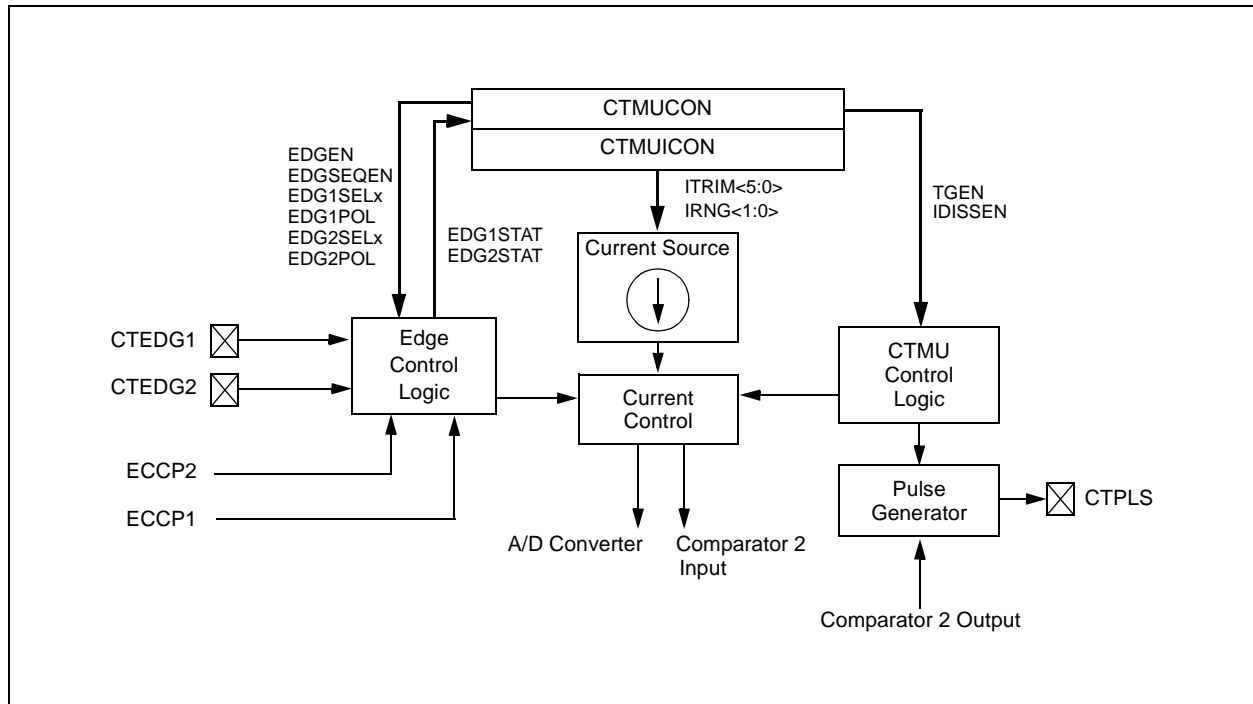 CTMUCON
CTMUICON
EDGEN
EDGSEQEN
EDG1SELx
EDG1POL
EDG2SELx
EDG2POL
EDG1STAT
EDG2STAT
ITRIM<5:0>
IRNG<1:0>
TGEN
IDISSEN
Current Source
CTEDG1
CTEDG2
Edge
Control
Logic
Current
Control
CTMU
Control
Logic
ECCP2
ECCP1
Pulse
Generator
CTPLS
A/D Converter
Comparator 2
Input
Comparator 2 Output